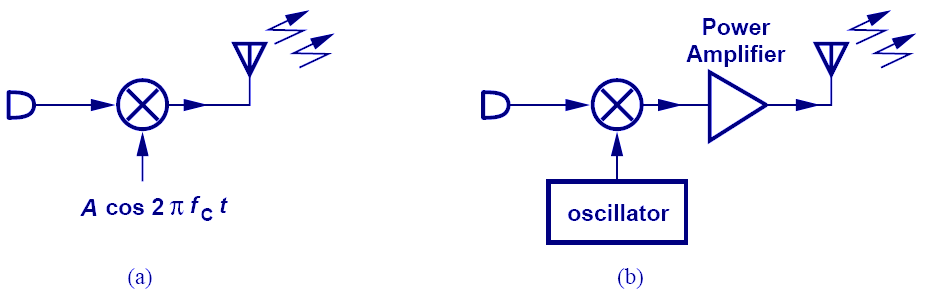 Power
Amplifier
A cos 2 π fC t
oscillator
(a)
(b)